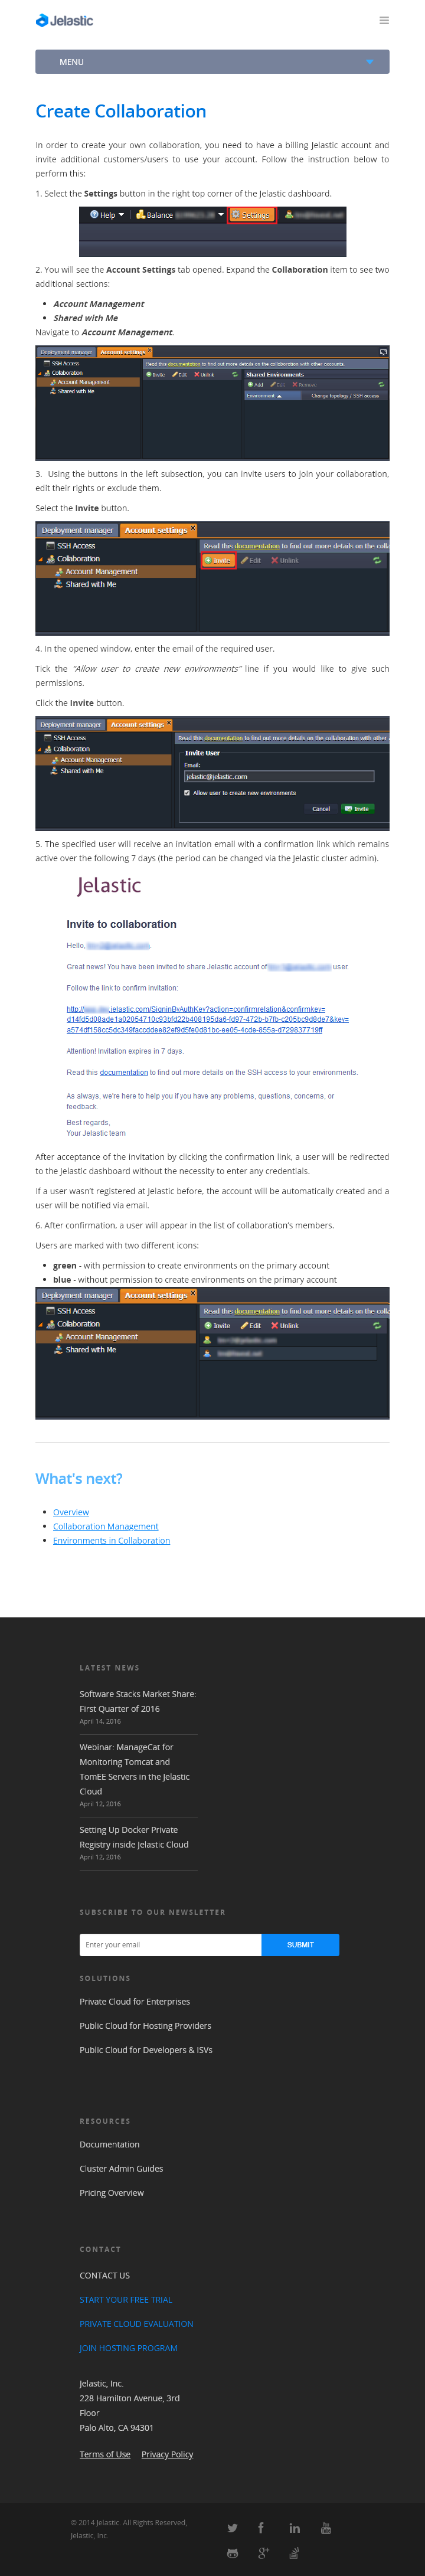 Jelastic
MENU
Create Collaboration
In order to create your own collaboration, you need to have a billing Jelastic account and
invite additional customers/users to use your account. Follow the instruction below to
perform this:
1. Select the Settings button in the right top corner of the Jelastic dashboard.
Help Balance Settings
2. You will see the Account Settings tab opened. Expand the Collaboration item to see two
additional sections:
Account Management
Shared with Me
Navigate to Account Management.
Deployment manager Account settings
SSH Access Read this documentation to find out more details on the collaboration with other accounts.
Collaboration Invite Edit Unlink Shared Environments
Account Management Add Edit Remove
Shared with Me Environment Change topology / SSH access
3. Using the buttons in the left subsection, you can invite users to join your collaboration,
edit their rights or exclude them.
Select the Invite button.
Deployment manager Account settings
SSH Access Read this documentation to find out more details on the colla
Collaboration Invite Edit Unlink
Account Management
Shared with Me
4. In the opened window, enter the email of the required user.
Tick the "Allow user to create new environments" line if you would like to give such
permissions.
Click the Invite button.
Deployment manager Account settings
SSH Access Read this documentation to find out more details on the collaboration with other a
Collaboration Invite User
Account Management Email:
Shared with Me jelastic@jelastic.com
Allow user to create new environments
Cancel Invite
5. The specified user will receive an invitation email with a confirmation link which remains
active over the following 7 days (the period can be changed via the Jelastic cluster admin).
Jelastic
Invite to collaboration
Hello,
Great news! You have been invited to share Jelastic account of user.
Follow the link to confirm invitation:
http:// .jelastic.com/SigninByAuthKey?action=confirmrelation&confirmkey=
d14fd5d08ade1a02054710c93bfd22b408195da6-fd97-472b-b7fb-c205bc9d8de7&key=
a574df158cc5dc349faccddee82ef9d5fe0d81bc-ee05-4cde-855a-d729837719ff
Attention! Invitation expires in 7 days.
Read this documentation to find out more details on the SSH access to your environments.
As always, we're here to help you if you have any problems, questions, concerns, or
feedback.
Best regards,
Your Jelastic team
After acceptance of the invitation by clicking the confirmation link, a user will be redirected
to the Jelastic dashboard without the necessity to enter any credentials.
If a user wasn't registered at Jelastic before, the account will be automatically created and a
user will be notified via email.
6. After confirmation, a user will appear in the list of collaboration's members.
Users are marked with two different icons:
green - with permission to create environments on the primary account
blue - without permission to create environments on the primary account
Deployment manager Account settings
SSH Access Read this documentation to find out more details on the colla
Collaboration Invite Edit Unlink
Account Management
Shared with Me
What's next?
Overview
Collaboration Management
Environments in Collaboration
LATEST NEWS
Software Stacks Market Share:
First Quarter of 2016
April 14, 2016
Webinar: ManageCat for
Monitoring Tomcat and
TomEE Servers in the Jelastic
Cloud
April 12, 2016
Setting Up Docker Private
Registry inside Jelastic Cloud
April 12, 2016
SUBSCRIBE TO OUR NEWSLETTER
Enter your email SUBMIT
SOLUTIONS
Private Cloud for Enterprises
Public Cloud for Hosting Providers
Public Cloud for Developers & ISVs
RESOURCES
Documentation
Cluster Admin Guides
Pricing Overview
CONTACT
CONTACT US
START YOUR FREE TRIAL
PRIVATE CLOUD EVALUATION
JOIN HOSTING PROGRAM
Jelastic, Inc.
228 Hamilton Avenue, 3rd
Floor
Palo Alto, CA 94301
Terms of Use Privacy Policy
© 2014 Jelastic. All Rights Reserved,
Jelastic, Inc.